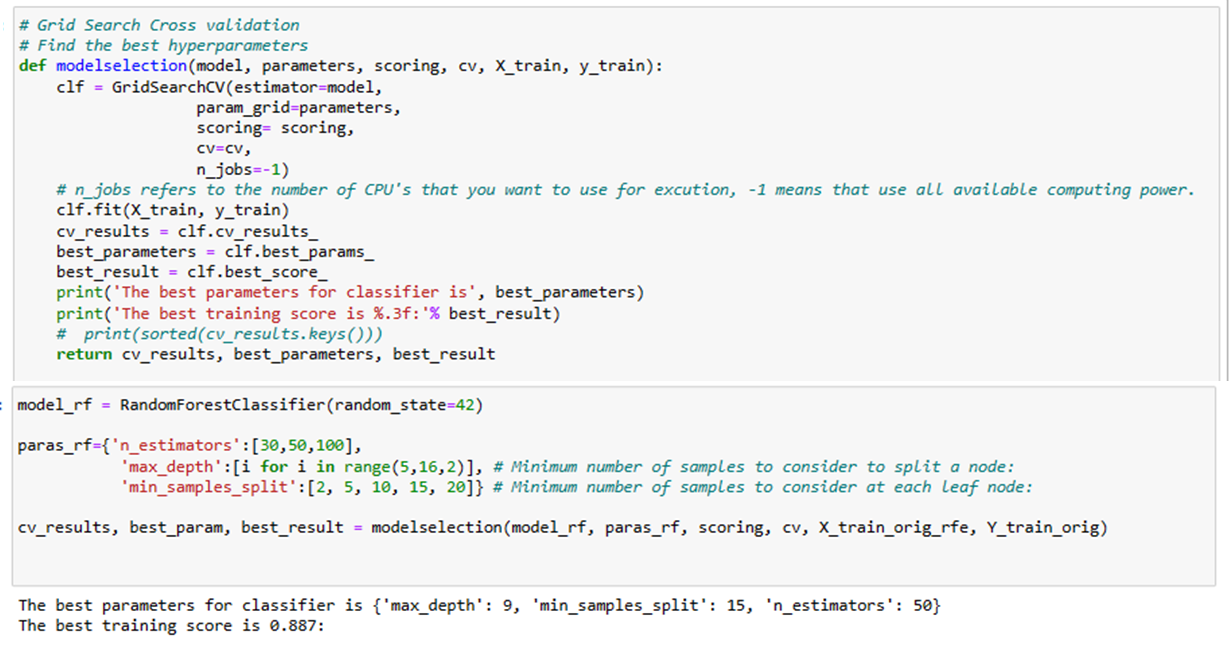 # Grid Search Cross validation
# Find the best hyperparameters
def modelselection(model, parameters, scoring, cv, X_train, y_train):
    clf = GridSearchCV(estimator=model,
                   param_grid=parameters,
                   scoring= scoring,
                   cv=cv,
                   n_jobs=-1)
    # n_jobs refers to the number of CPU's that you want to use for excution, -1 means that use all available computing power.
    clf.fit(X_train, y_train)
    cv_results = clf.cv_results_
    best_parameters = clf.best_params_
    best_result = clf.best_score_
    print('The best parameters for classifier is', best_parameters)
    print('The best training score is %.3f:'% best_result)
    #  print(sorted(cv_results.keys()))
    return cv_results, best_parameters, best_result
model_rf = RandomForestClassifier(random_state=42)
paras_rf={'n_estimators':[30,50,100],
           'max_depth':[i for i in range(5,16,2)], # Minimum number of samples to consider to split a node:
           'min_samples_split':[2, 5, 10, 15, 20]} # Minimum number of samples to consider at each leaf node:
cv_results, best_param, best_result = modelselection(model_rf, paras_rf, scoring, cv, X_train_orig_rfe, Y_train_orig)
The best parameters for classifier is {'max_depth': 9, 'min_samples_split': 15, 'n_estimators': 50}
The best training score is 0.887: